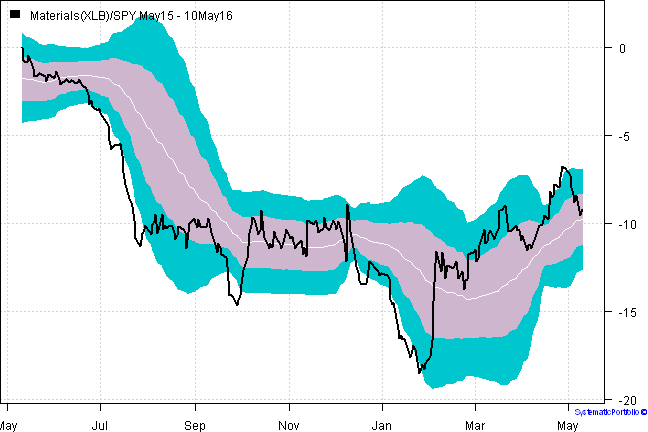 Materials(XLB)/SPY May15 - 10May16
0
-5
-10
-15
-20
SystematicPortfolio ©
May Jul Sep Nov Jan Mar May